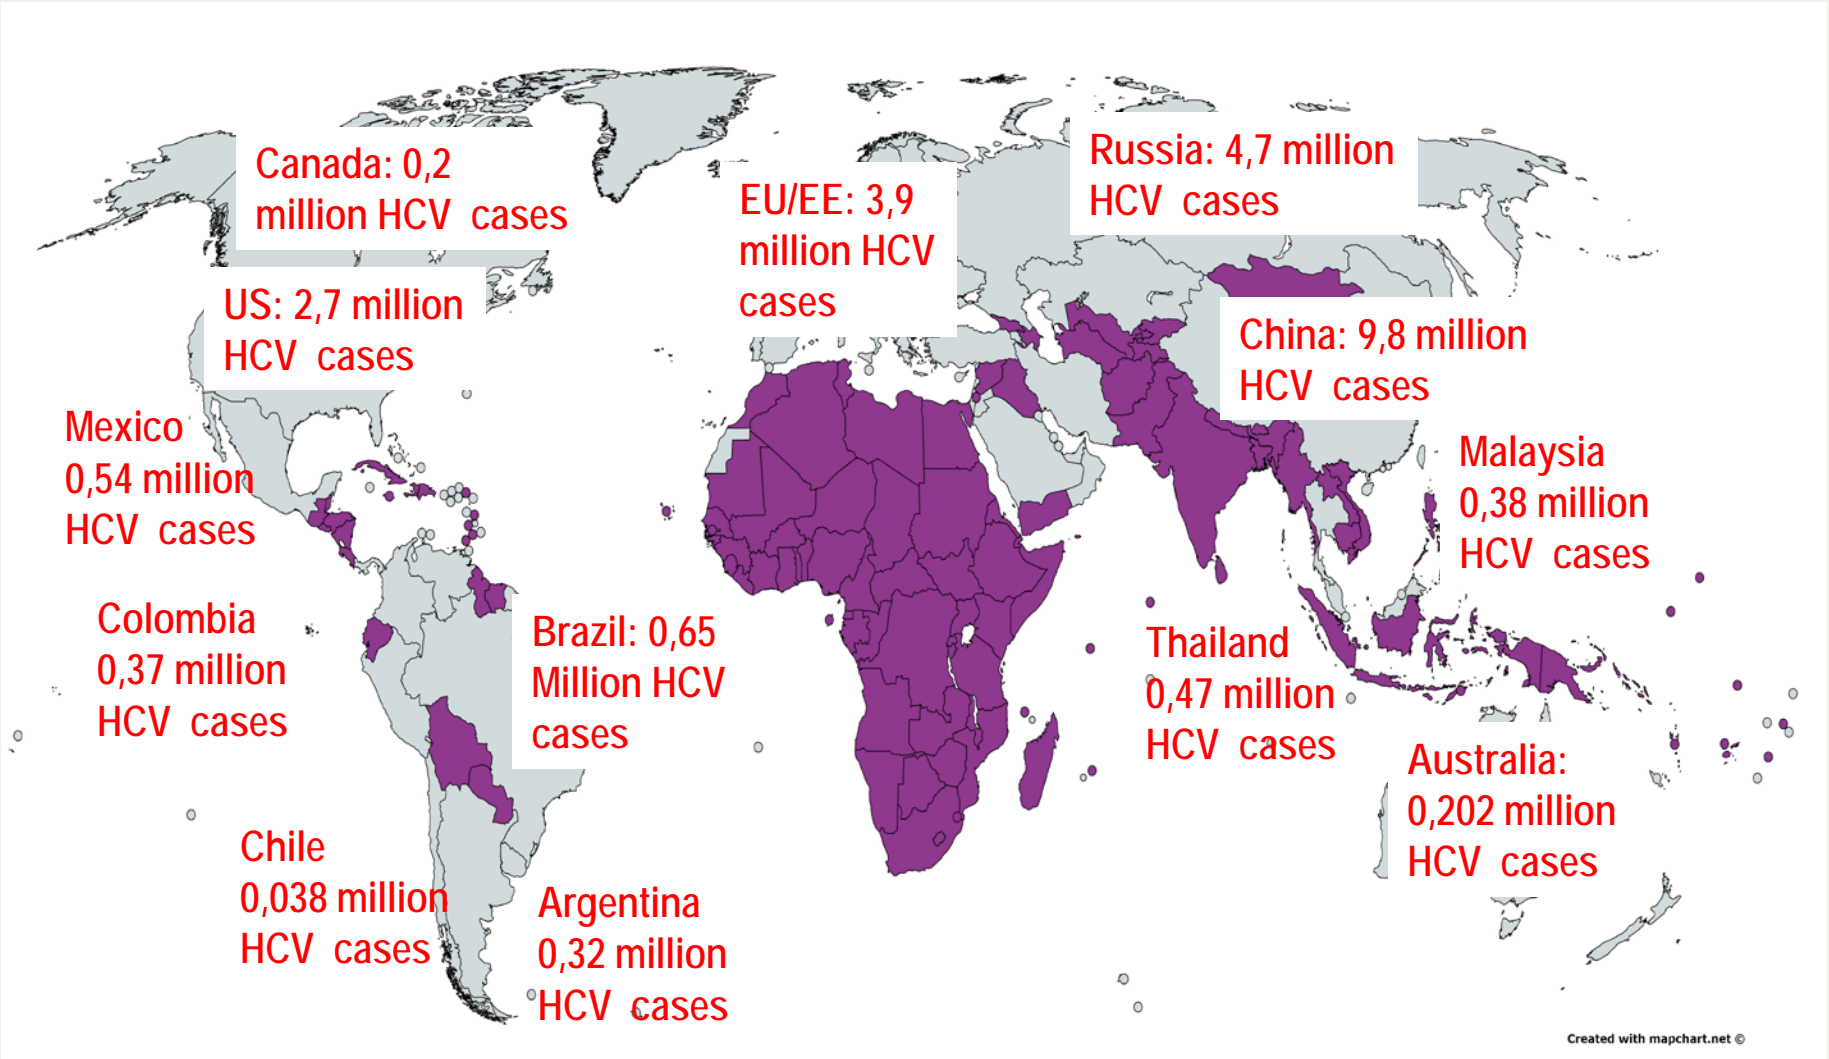 Canada: 0,2
million HCV cases
US: 2,7 million
HCV cases
EU/EE: 3,9
million HCV
cases
Russia: 4,7 million
HCV cases
China: 9,8 million
HCV cases
Mexico
0,54 million
HCV cases
Malaysia
0,38 million
HCV cases
Colombia
0,37 million
HCV cases
Brazil: 0,65
Million HCV
cases
Thailand
0,47 million
HCV cases
Australia:
0,202 million
HCV cases
Chile
0,038 million
HCV cases
Argentina
0,32 million
HCV cases
Created with mapchart.net ©